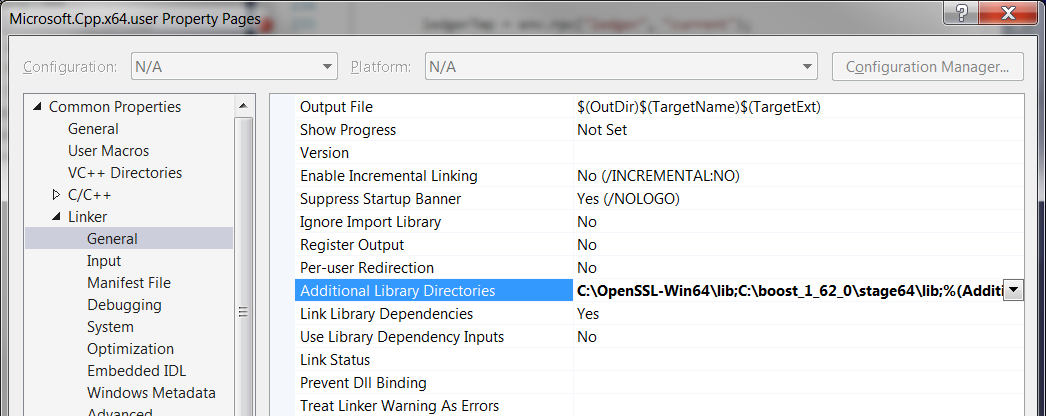 Microsoft.Cpp.x64.user Property Pages
Configuration: N/A Platform: N/A Configuration Manager...
Common Properties
General
User Macros
VC++ Directories
C/C++
Linker
General
Input
Manifest File
Debugging
System
Optimization
Embedded IDL
Windows Metadata
Advanced
Output File $(OutDir)$(TargetName)$(TargetExt)
Show Progress Not Set
Version
Enable Incremental Linking No (/INCREMENTAL:NO)
Suppress Startup Banner Yes (/NOLOGO)
Ignore Import Library No
Register Output No
Per-user Redirection No
Additional Library Directories C:\OpenSSL-Win64\lib;C:\boost_1_62_0\stage64\lib;%(Additi
Link Library Dependencies Yes
Use Library Dependency Inputs No
Link Status
Prevent Dll Binding
Treat Linker Warning As Errors